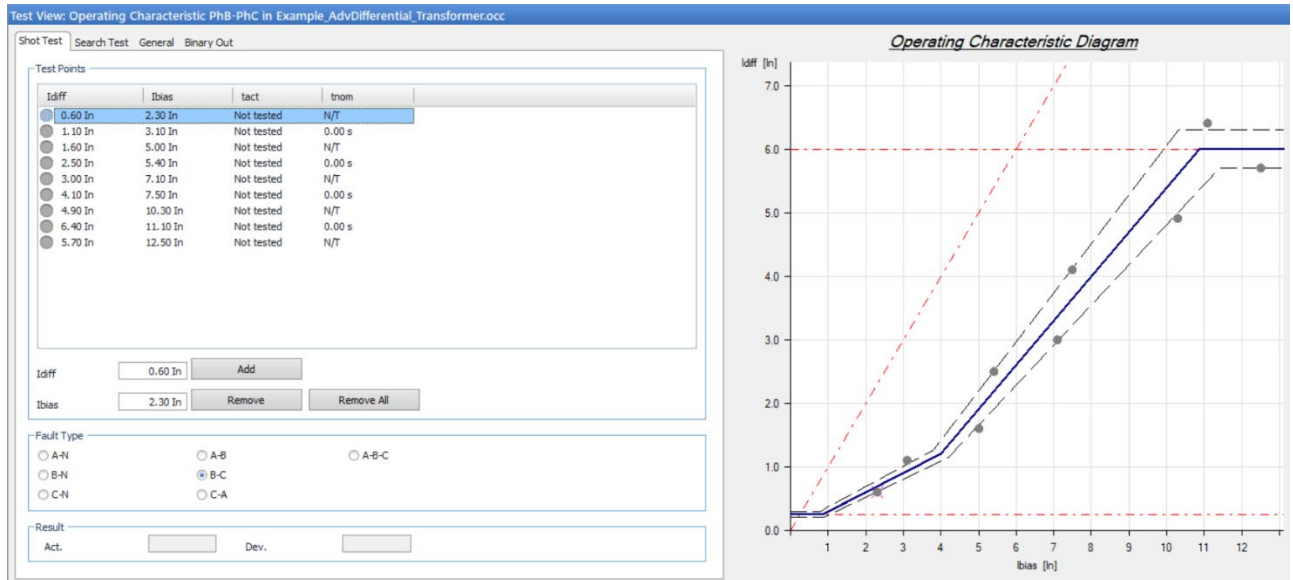 Test View: Operating Characteristic PhB-PhC in Example_AdvDifferential_Transformer.occ
Shot Test Search Test General Binary Out
Test Points
Idiff Ibias tact tnom
0.60 In 2.30 In Not tested N/T
1.10 In 3.10 In Not tested 0.00 s
1.60 In 5.00 In Not tested N/T
2.50 In 5.40 In Not tested 0.00 s
3.00 In 7.10 In Not tested N/T
4.10 In 7.50 In Not tested 0.00 s
4.90 In 10.30 In Not tested N/T
6.40 In 11.10 In Not tested 0.00 s
5.70 In 12.50 In Not tested N/T
Idiff 0.60 In Add
Ibias 2.30 In Remove Remove All
Fault Type
A-N A-B A-B-C
B-N B-C
C-N C-A
Result
Act. Dev.
Operating Characteristic Diagram
Idiff [In]
7.0
6.0
5.0
4.0
3.0
2.0
1.0
0.0
1 2 3 4 5 6 7 8 9 10 11 12
Ibias [In]